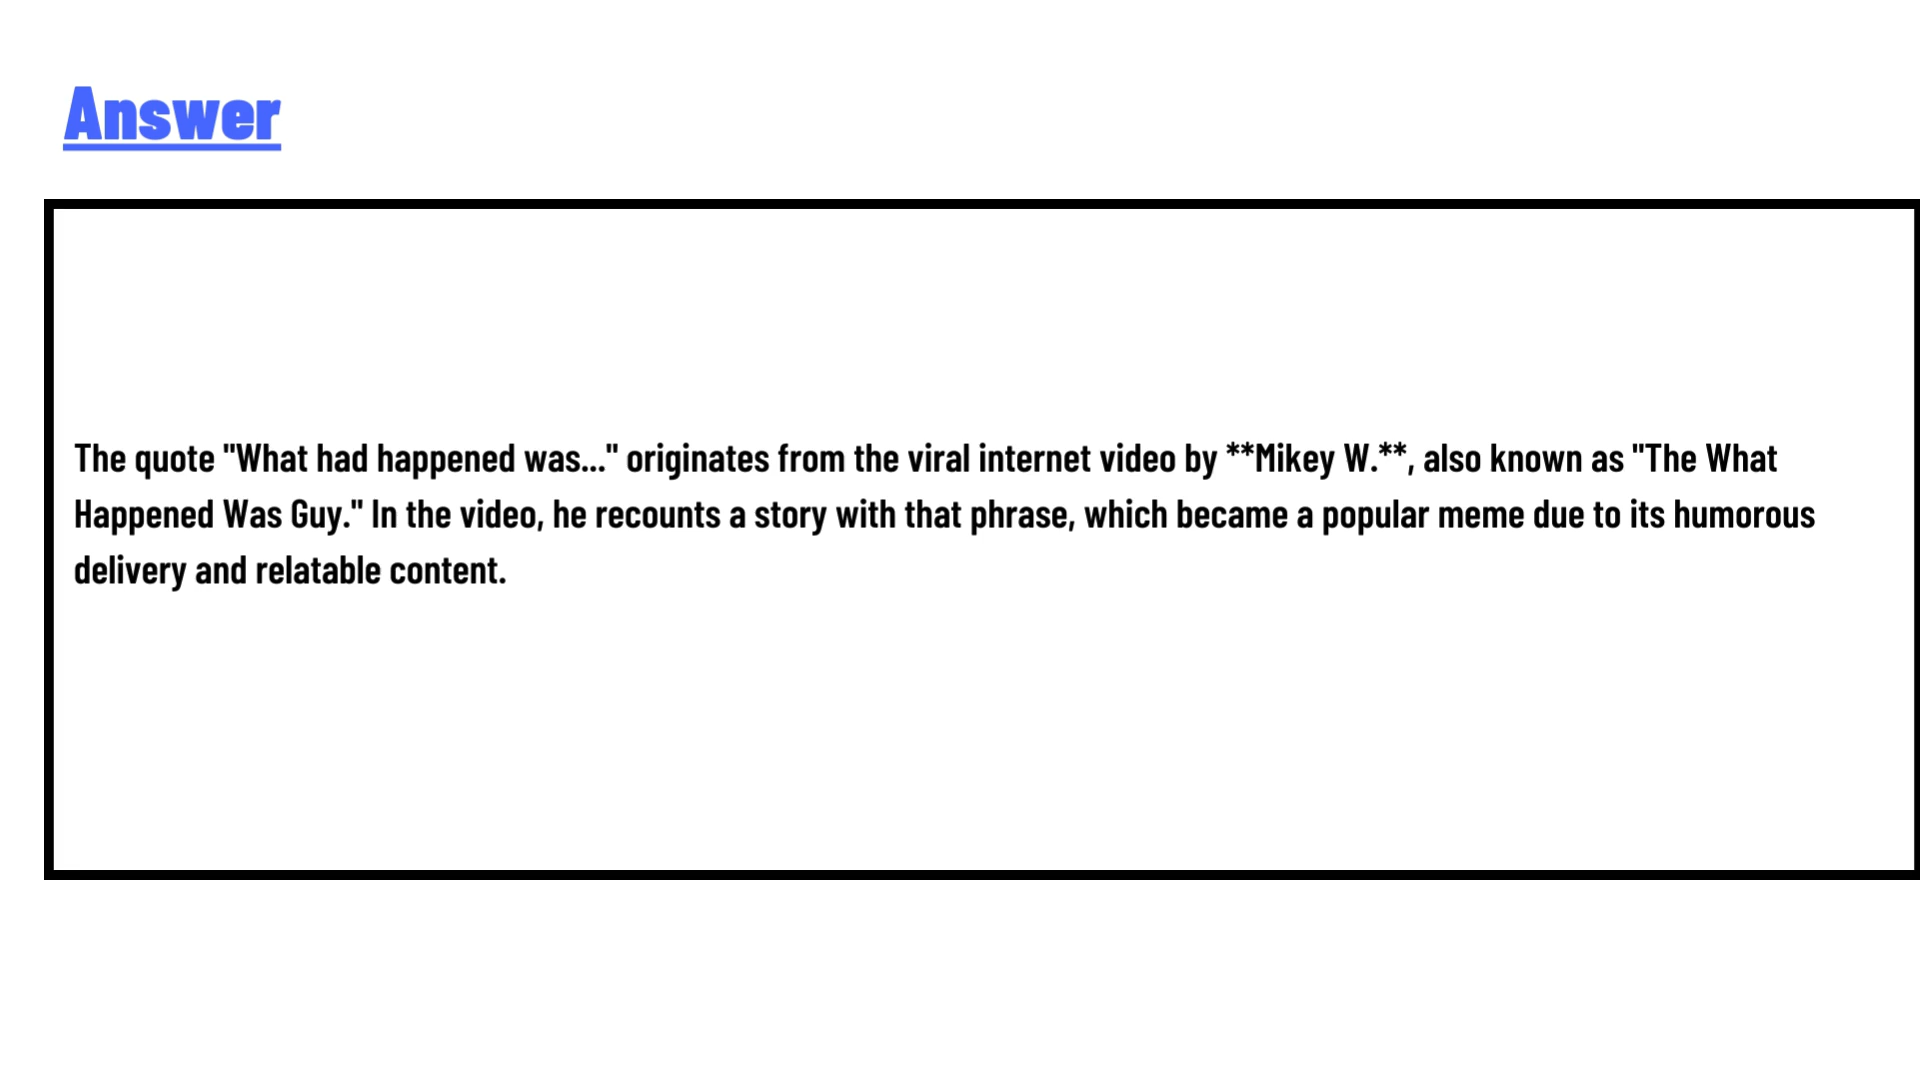 Answer
The quote "What had happened was..." originates from the viral internet video by **Mikey W.**, also known as "The What
Happened Was Guy." In the video, he recounts a story with that phrase, which became a popular meme due to its humorous
delivery and relatable content.